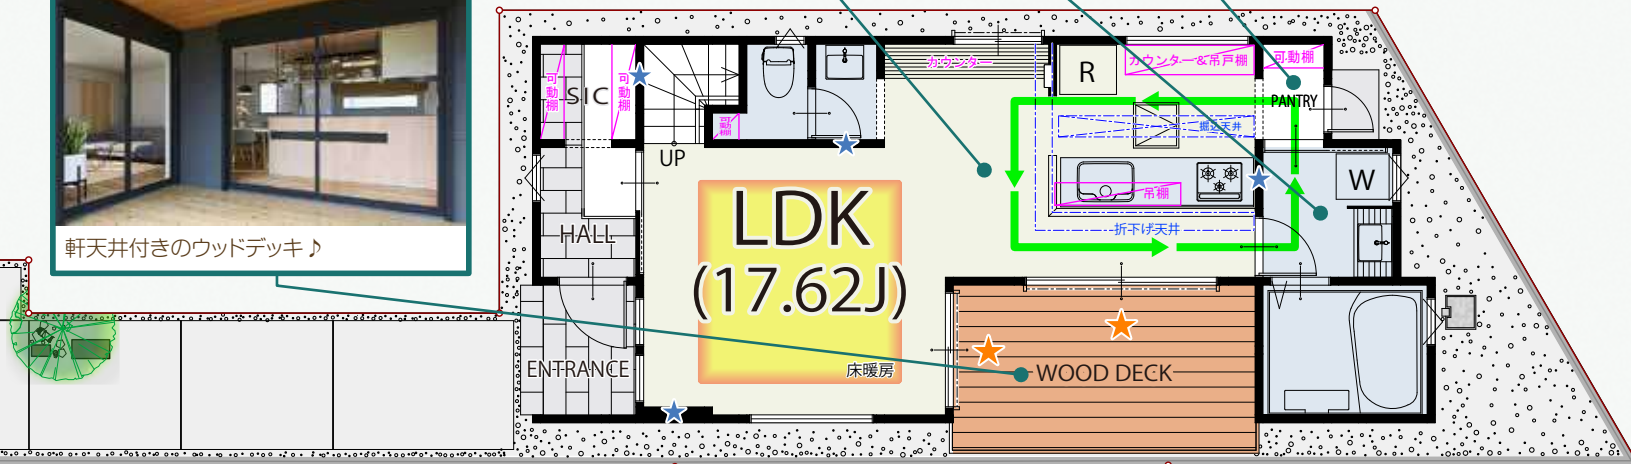 軒天井付きのウッドデッキ♪
可動棚
SIC
可動棚
UP
可動棚
カウンター
R
カウンター&吊戸棚
可動棚
PANTRY
掘込天井
吊棚
折下げ天井
W
HALL
LDK
(17.62J)
床暖房
ENTRANCE
WOOD DECK